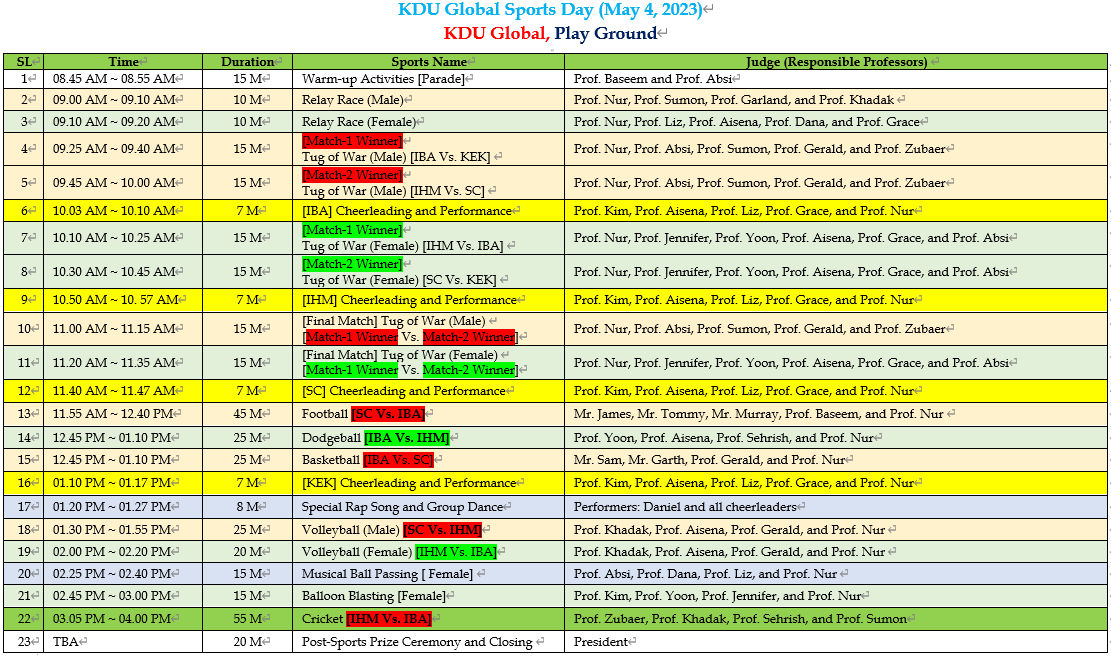 KDU Global Sports Day (May 4, 2023)
KDU Global, Play Ground
SL Time Duration Sports Name Judge (Responsible Professors)
1 08.45 AM ~ 08.55 AM 15 M Warm-up Activities [Parade] Prof. Baseem and Prof. Absi
2 09.00 AM ~ 09.10 AM 10 M Relay Race (Male) Prof. Nur, Prof. Sumon, Prof. Garland, and Prof. Khadak
3 09.10 AM ~ 09.20 AM 10 M Relay Race (Female) Prof. Nur, Prof. Liz, Prof. Aisena, Prof. Dana, and Prof. Grace
4 09.25 AM ~ 09.40 AM 15 M [Match-1 Winner]
Tug of War (Male) [IBA Vs. KEK] Prof. Nur, Prof. Absi, Prof. Sumon, Prof. Gerald, and Prof. Zubaer
5 09.45 AM ~ 10.00 AM 15 M [Match-2 Winner]
Tug of War (Male) [IHM Vs. SC] Prof. Nur, Prof. Absi, Prof. Sumon, Prof. Gerald, and Prof. Zubaer
6 10.03 AM ~ 10.10 AM 7 M [IBA] Cheerleading and Performance Prof. Kim, Prof. Aisena, Prof. Liz, Prof. Grace, and Prof. Nur
7 10.10 AM ~ 10.25 AM 15 M [Match-1 Winner]
Tug of War (Female) [IHM Vs. IBA] Prof. Nur, Prof. Jennifer, Prof. Yoon, Prof. Aisena, Prof. Grace, and Prof. Absi
8 10.30 AM ~ 10.45 AM 15 M [Match-2 Winner]
Tug of War (Female) [SC Vs. KEK] Prof. Nur, Prof. Jennifer, Prof. Yoon, Prof. Aisena, Prof. Grace, and Prof. Absi
9 10.50 AM ~ 10. 57 AM 7 M [IHM] Cheerleading and Performance Prof. Kim, Prof. Aisena, Prof. Liz, Prof. Grace, and Prof. Nur
10 11.00 AM ~ 11.15 AM 15 M [Final Match] Tug of War (Male)
[Match-1 Winner Vs. Match-2 Winner] Prof. Nur, Prof. Absi, Prof. Sumon, Prof. Gerald, and Prof. Zubaer
11 11.20 AM ~ 11.35 AM 15 M [Final Match] Tug of War (Female)
[Match-1 Winner Vs. Match-2 Winner] Prof. Nur, Prof. Jennifer, Prof. Yoon, Prof. Aisena, Prof. Grace, and Prof. Absi
12 11.40 AM ~ 11.47 AM 7 M [SC] Cheerleading and Performance Prof. Kim, Prof. Aisena, Prof. Liz, Prof. Grace, and Prof. Nur
13 11.55 AM ~ 12.40 PM 45 M Football [SC Vs. IBA] Mr. James, Mr. Tommy, Mr. Murray, Prof. Baseem, and Prof. Nur
14 12.45 PM ~ 01.10 PM 25 M Dodgeball [IBA Vs. IHM] Prof. Yoon, Prof. Aisena, Prof. Sehrish, and Prof. Nur
15 12.45 PM ~ 01.10 PM 25 M Basketball [IBA Vs. SC] Mr. Sam, Mr. Garth, Prof. Gerald, and Prof. Nur
16 01.10 PM ~ 01.17 PM 7 M [KEK] Cheerleading and Performance Prof. Kim, Prof. Aisena, Prof. Liz, Prof. Grace, and Prof. Nur
17 01.20 PM ~ 01.27 PM 8 M Special Rap Song and Group Dance Performers: Daniel and all cheerleaders
18 01.30 PM ~ 01.55 PM 25 M Volleyball (Male) [SC Vs. IHM] Prof. Khadak, Prof. Aisena, Prof. Gerald, and Prof. Nur
19 02.00 PM ~ 02.20 PM 20 M Volleyball (Female) [IHM Vs. IBA] Prof. Khadak, Prof. Aisena, Prof. Gerald, and Prof. Nur
20 02.25 PM ~ 02.40 PM 15 M Musical Ball Passing [ Female] Prof. Absi, Prof. Dana, Prof. Liz, and Prof. Nur
21 02.45 PM ~ 03.00 PM 15 M Balloon Blasting [Female] Prof. Kim, Prof. Yoon, Prof. Jennifer, and Prof. Nur
22 03.05 PM ~ 04.00 PM 55 M Cricket [IHM Vs. IBA] Prof. Zubaer, Prof. Khadak, Prof. Sehrish, and Prof. Sumon
23 TBA 20 M Post-Sports Prize Ceremony and Closing President